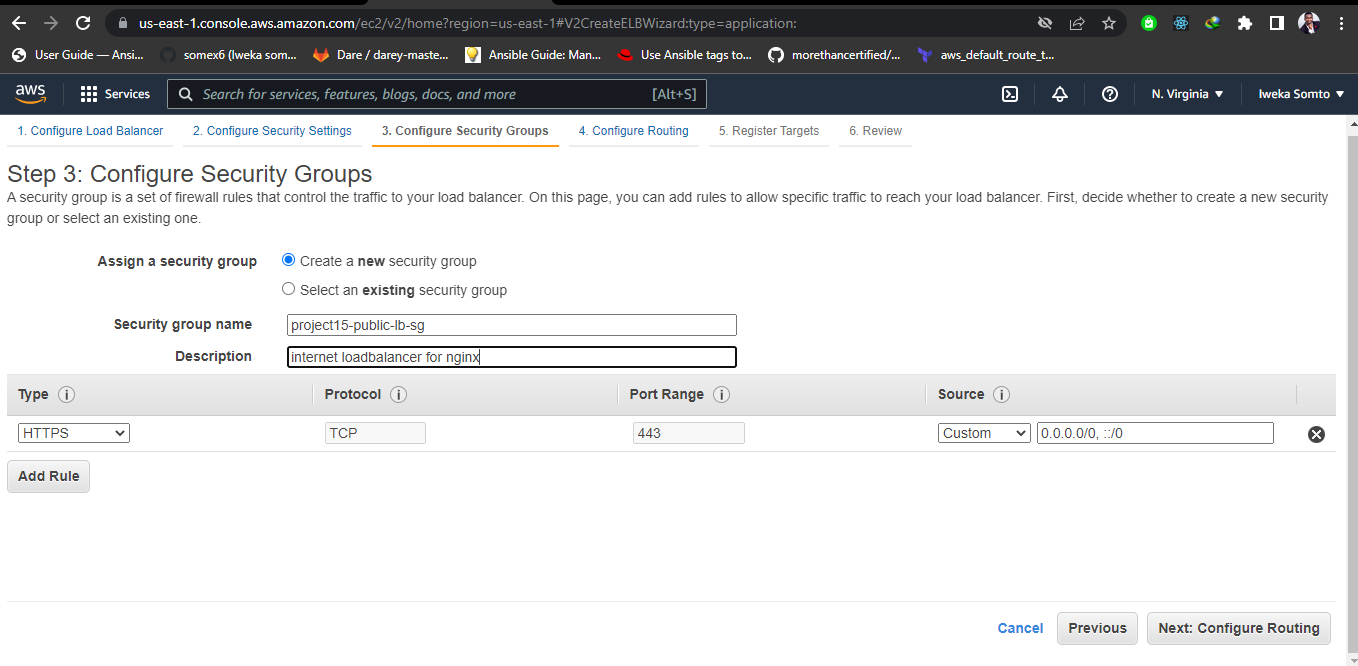 us-east-1.console.aws.amazon.com/ec2/v2/home?region=us-east-1#V2CreateELBWizard:type=application:
User Guide — Ansi... somex6 (Iweka som... Dare / darey-maste... Ansible Guide: Man... Use Ansible tags to... morethancertified/... aws_default_route_t...
aws Services Search for services, features, blogs, docs, and more [Alt+S] N. Virginia Iweka Somto
1. Configure Load Balancer 2. Configure Security Settings 3. Configure Security Groups 4. Configure Routing 5. Register Targets 6. Review
Step 3: Configure Security Groups
A security group is a set of firewall rules that control the traffic to your load balancer. On this page, you can add rules to allow specific traffic to reach your load balancer. First, decide whether to create a new security
group or select an existing one.
Assign a security group Create a new security group
Select an existing security group
Security group name project15-public-lb-sg
Description internet loadbalancer for nginx
Type Protocol Port Range Source
HTTPS TCP 443 Custom 0.0.0.0/0, ::/0
Add Rule
Cancel Previous Next: Configure Routing